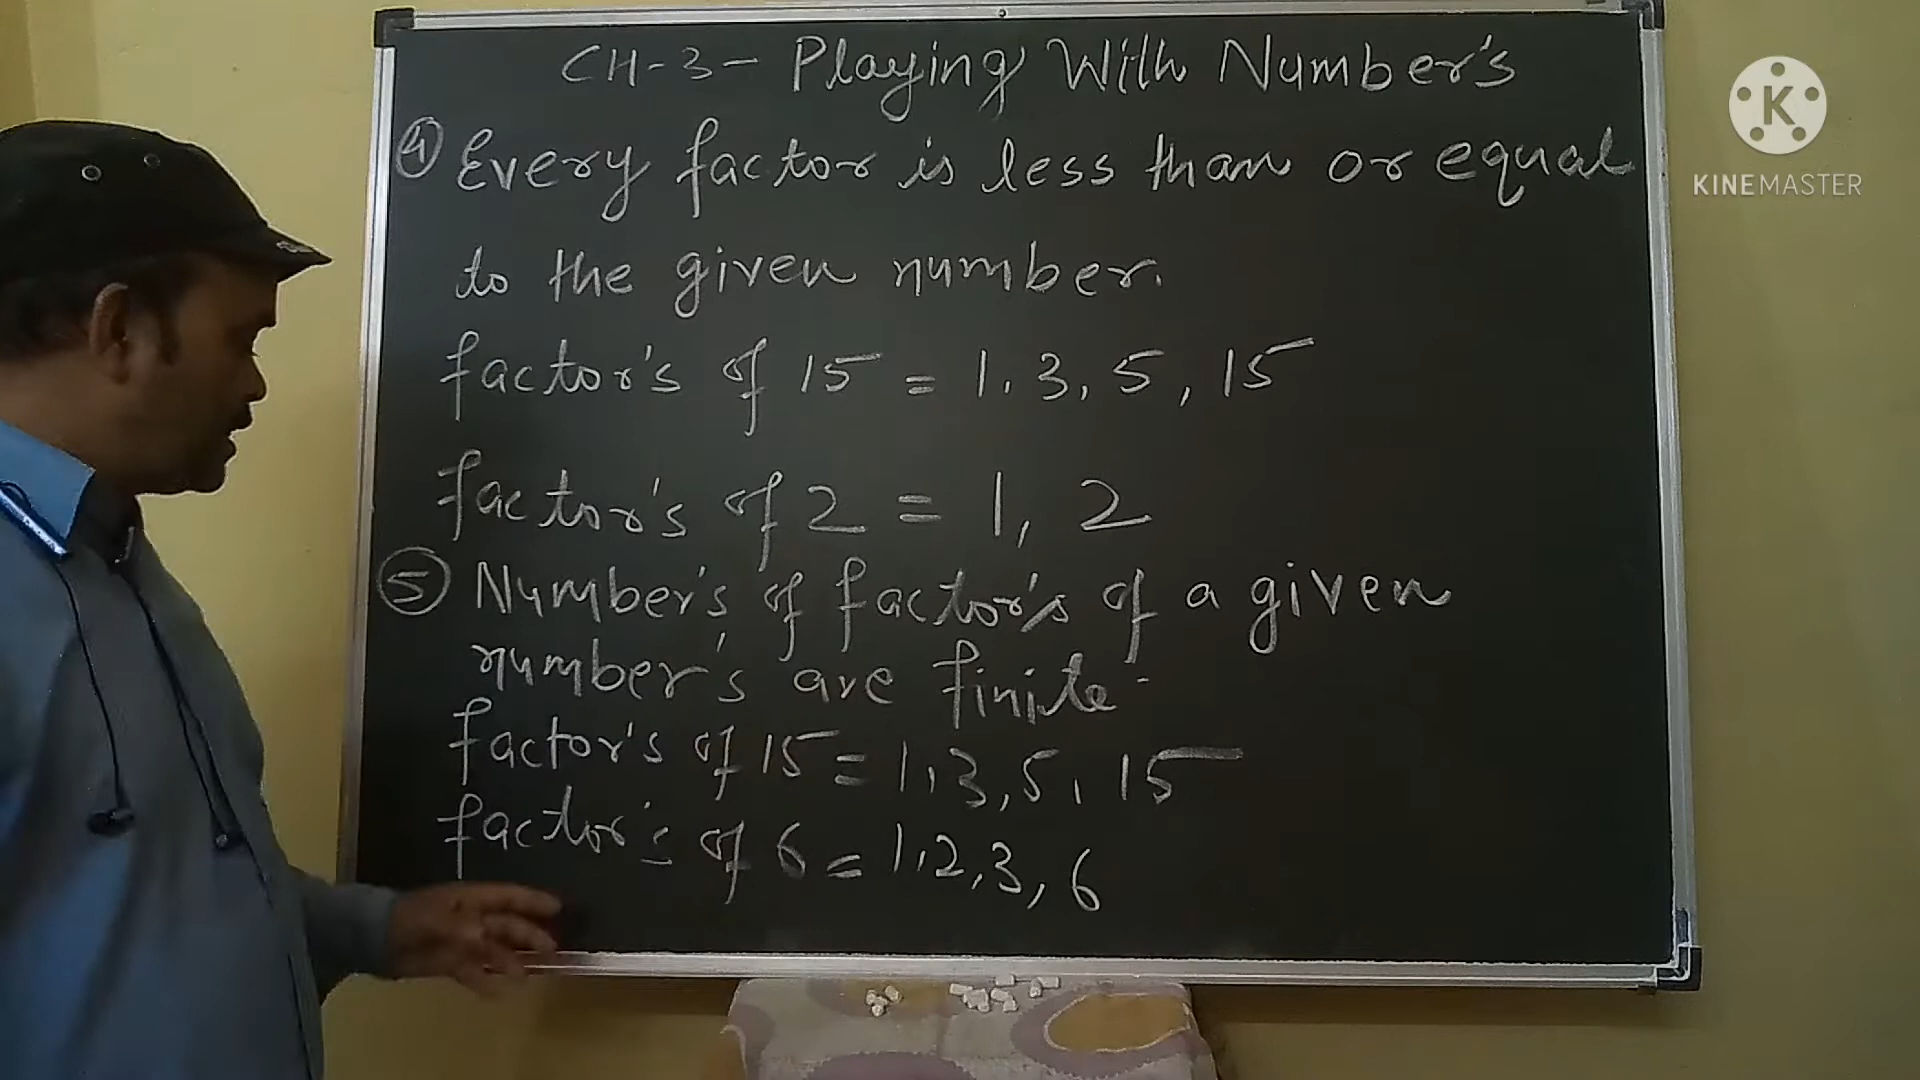 CH-3- Playing With Number's
④ Every factor is less than or equal
to the given number.
factor's of 15 = 1, 3, 5, 15
factor's of 2 = 1, 2
⑤ Number's of factor's of a given
number's are finite.
factor's of 15 = 1, 3, 5, 15
factor's of 6 = 1, 2, 3, 6
K
KINEMASTER